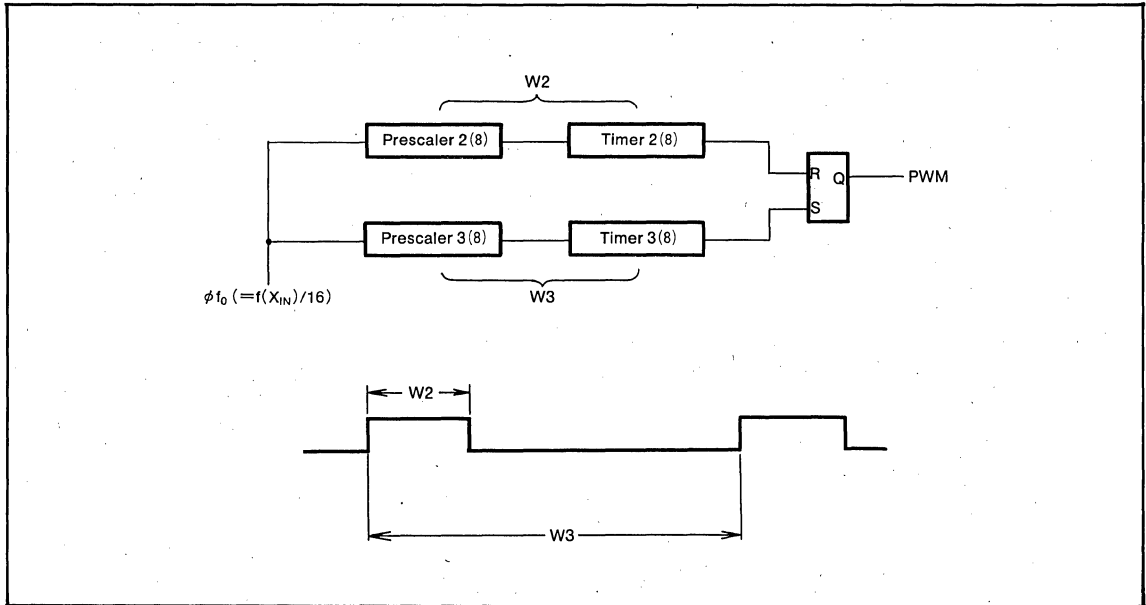 W2
Prescaler 2(8)
Timer 2(8)
R
Q
PWM
S
Prescaler 3(8)
Timer 3(8)
W3
φf₀ (=f(X_IN)/16)
W2
W3